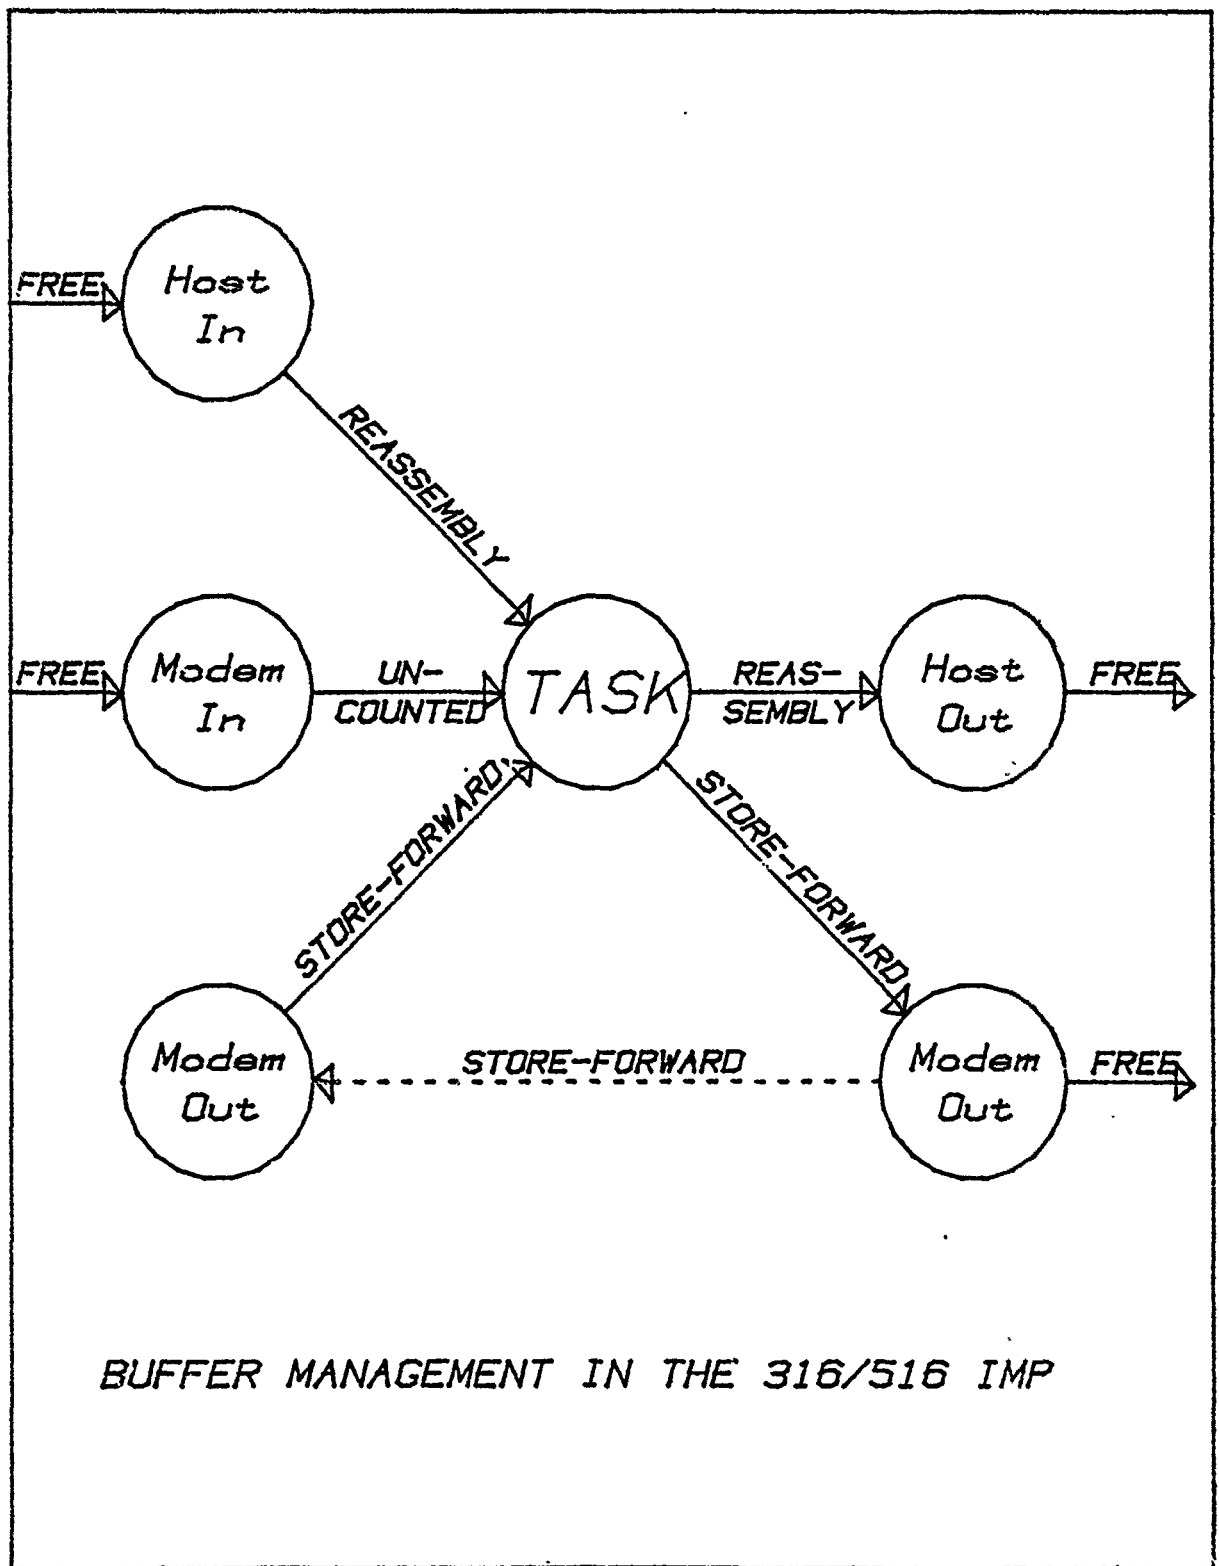 FREE
Host
In
REASSEMBLY
FREE
Modem
In
UN-
COUNTED
TASK
REAS-
SEMBLY
Host
Out
FREE
STORE-FORWARD
STORE-FORWARD
Modem
Out
STORE-FORWARD
Modem
Out
FREE
BUFFER MANAGEMENT IN THE 316/516 IMP